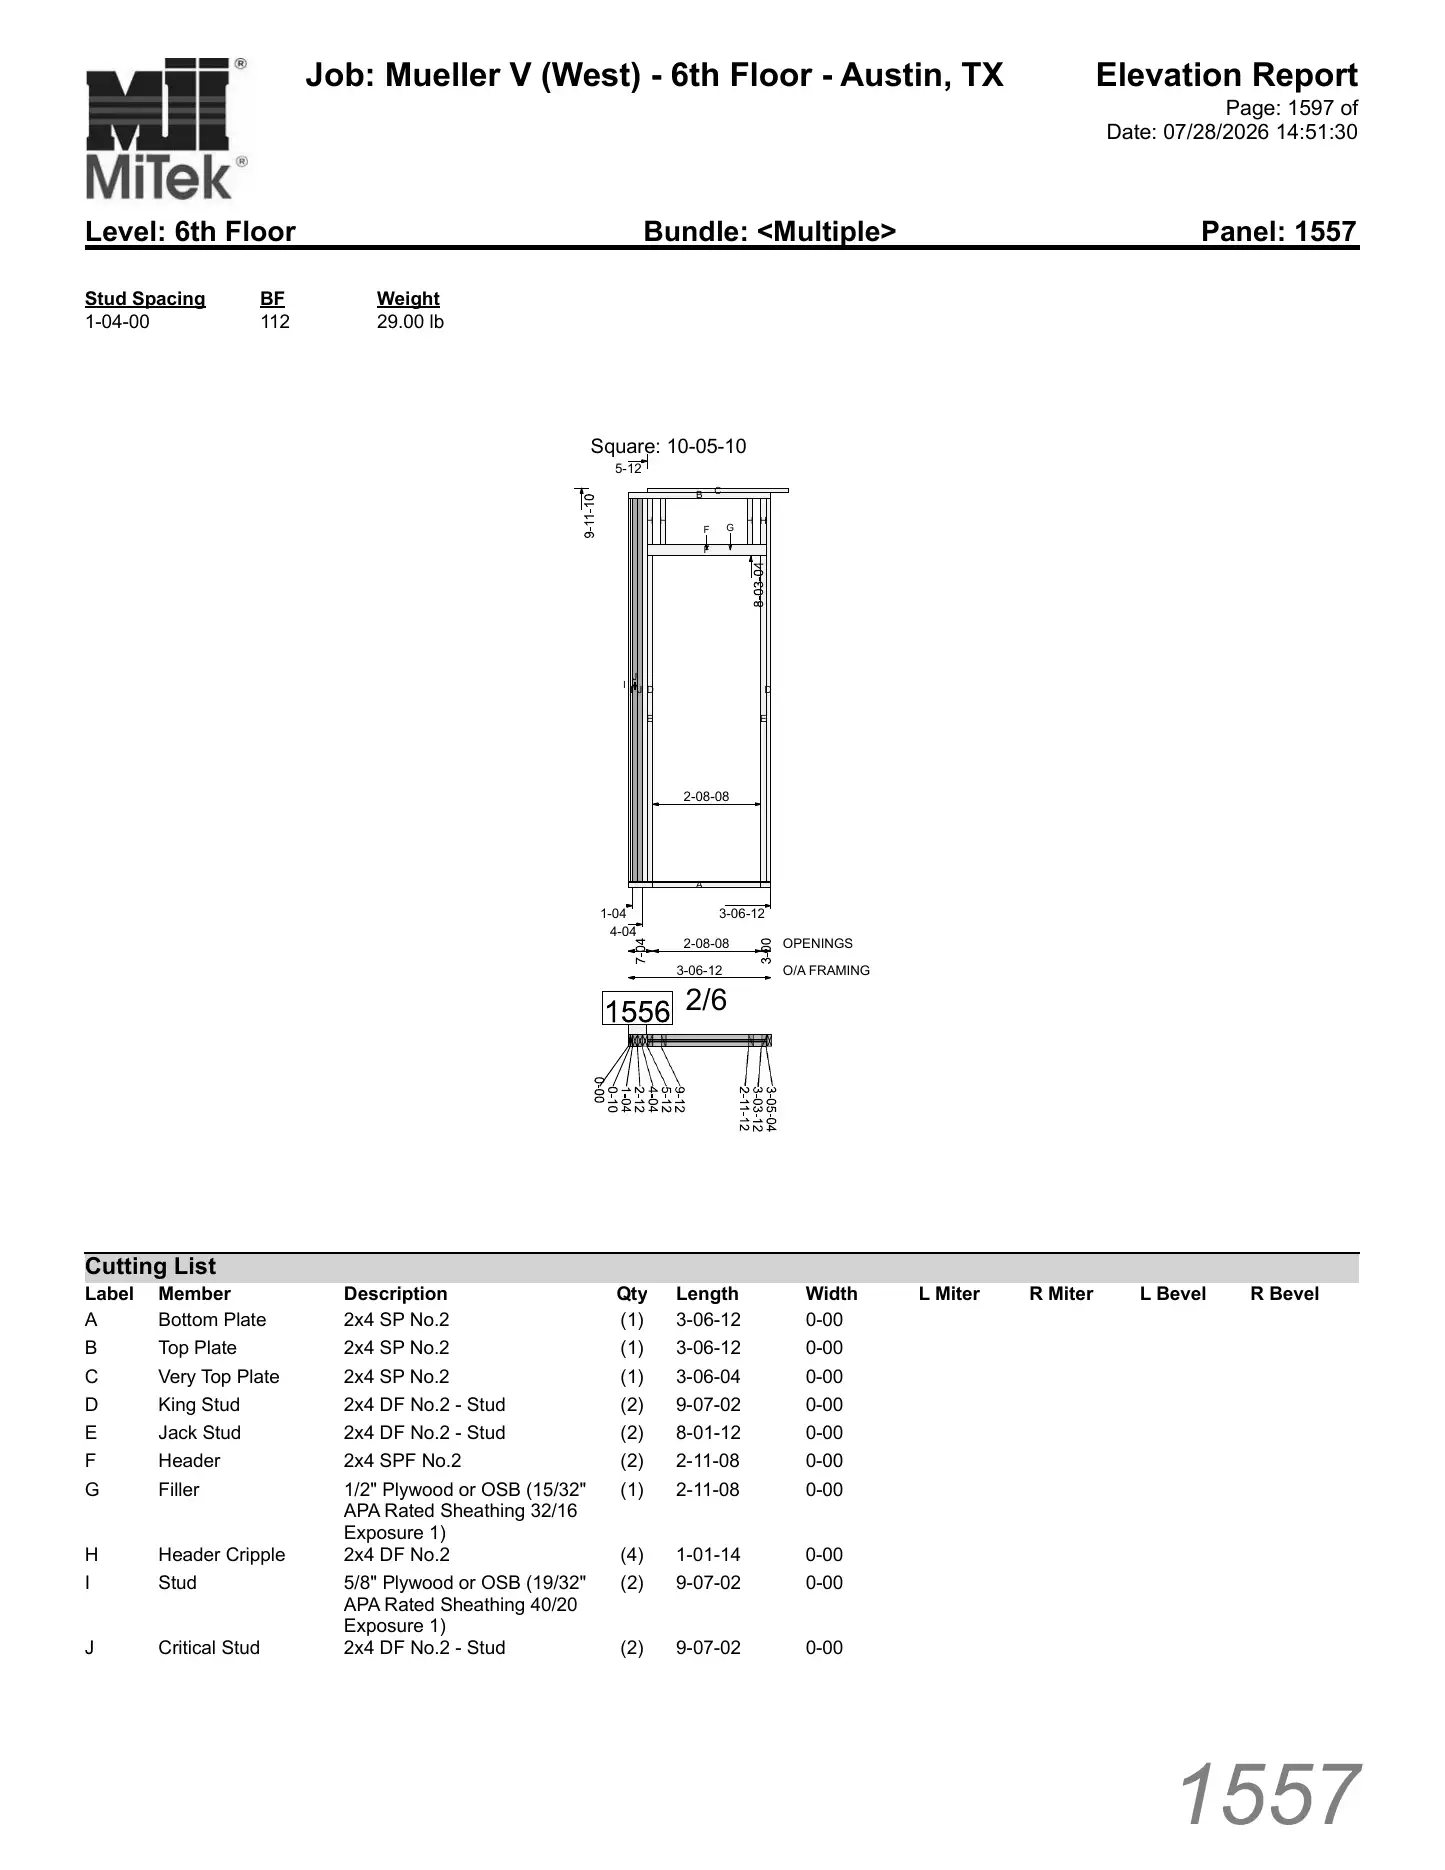 MiTek®
Job: Mueller V (West) - 6th Floor - Austin, TX
Elevation Report
Page: 1597 of
Date: 07/28/2026 14:51:30
Level: 6th Floor Bundle: <Multiple> Panel: 1557
Stud Spacing BF Weight
1-04-00 112 29.00 lb
Square: 10-05-10
5-12
9-11-10
C
B
H H H H
F G
F
8-03-04
J
I J D D
E E
2-08-08
A
1-04 3-06-12
4-04
7-04 2-08-08 3-00 OPENINGS
3-06-12 O/A FRAMING
1556 2/6
0-00 0-10 1-04 2-12 4-04 5-12 9-12 2-11-12 3-03-12 3-05-04
Cutting List
Label Member Description Qty Length Width L Miter R Miter L Bevel R Bevel
A Bottom Plate 2x4 SP No.2 (1) 3-06-12 0-00
B Top Plate 2x4 SP No.2 (1) 3-06-12 0-00
C Very Top Plate 2x4 SP No.2 (1) 3-06-04 0-00
D King Stud 2x4 DF No.2 - Stud (2) 9-07-02 0-00
E Jack Stud 2x4 DF No.2 - Stud (2) 8-01-12 0-00
F Header 2x4 SPF No.2 (2) 2-11-08 0-00
G Filler 1/2" Plywood or OSB (15/32" (1) 2-11-08 0-00
APA Rated Sheathing 32/16
Exposure 1)
H Header Cripple 2x4 DF No.2 (4) 1-01-14 0-00
I Stud 5/8" Plywood or OSB (19/32" (2) 9-07-02 0-00
APA Rated Sheathing 40/20
Exposure 1)
J Critical Stud 2x4 DF No.2 - Stud (2) 9-07-02 0-00
1557